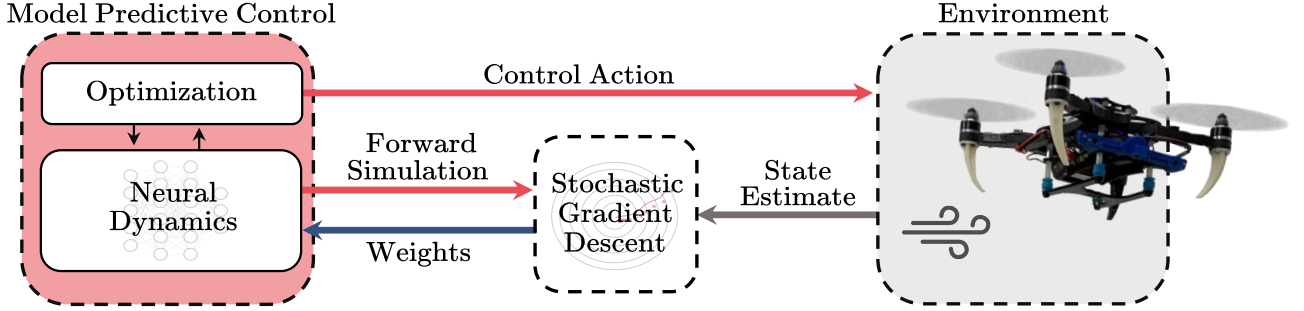 Model Predictive Control
Environment
Optimization
Control Action
Forward
Simulation
Neural
Dynamics
Stochastic
Gradient
Descent
State
Estimate
Weights